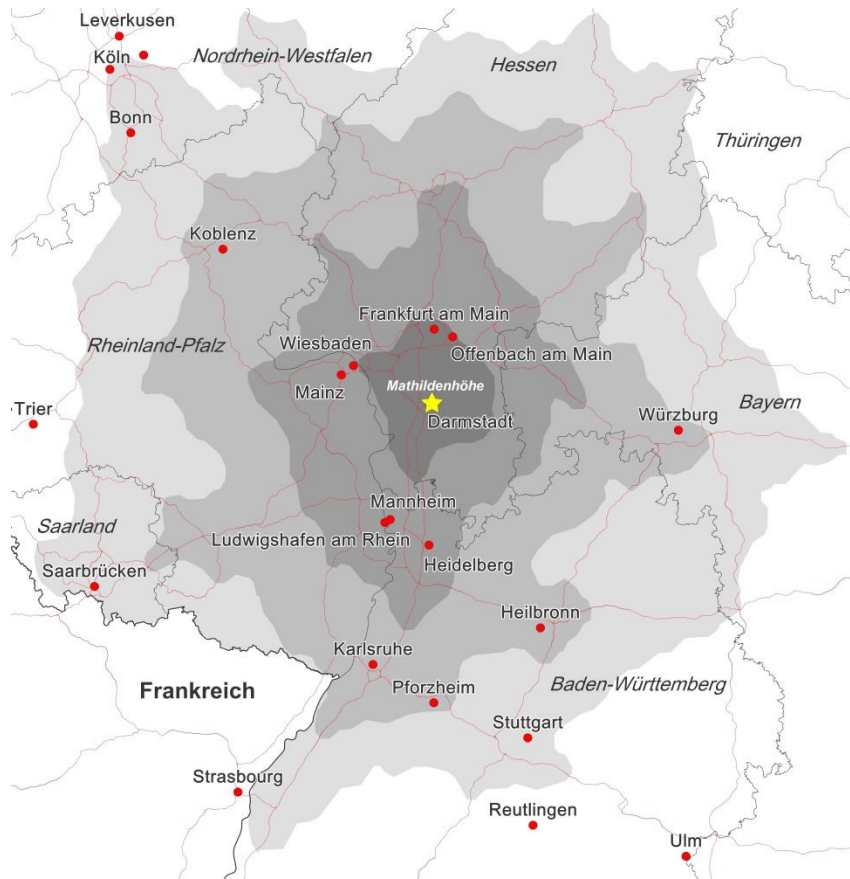 Leverkusen
Nordrhein-Westfalen
Köln
Hessen
Bonn
Thüringen
Koblenz
Frankfurt am Main
Rheinland-Pfalz
Wiesbaden
Offenbach am Main
Mainz
Mathildenhöhe
Trier
Darmstadt
Würzburg
Bayern
Mannheim
Saarland
Ludwigshafen am Rhein
Heidelberg
Saarbrücken
Heilbronn
Karlsruhe
Frankreich
Pforzheim
Baden-Württemberg
Stuttgart
Strasbourg
Reutlingen
Ulm